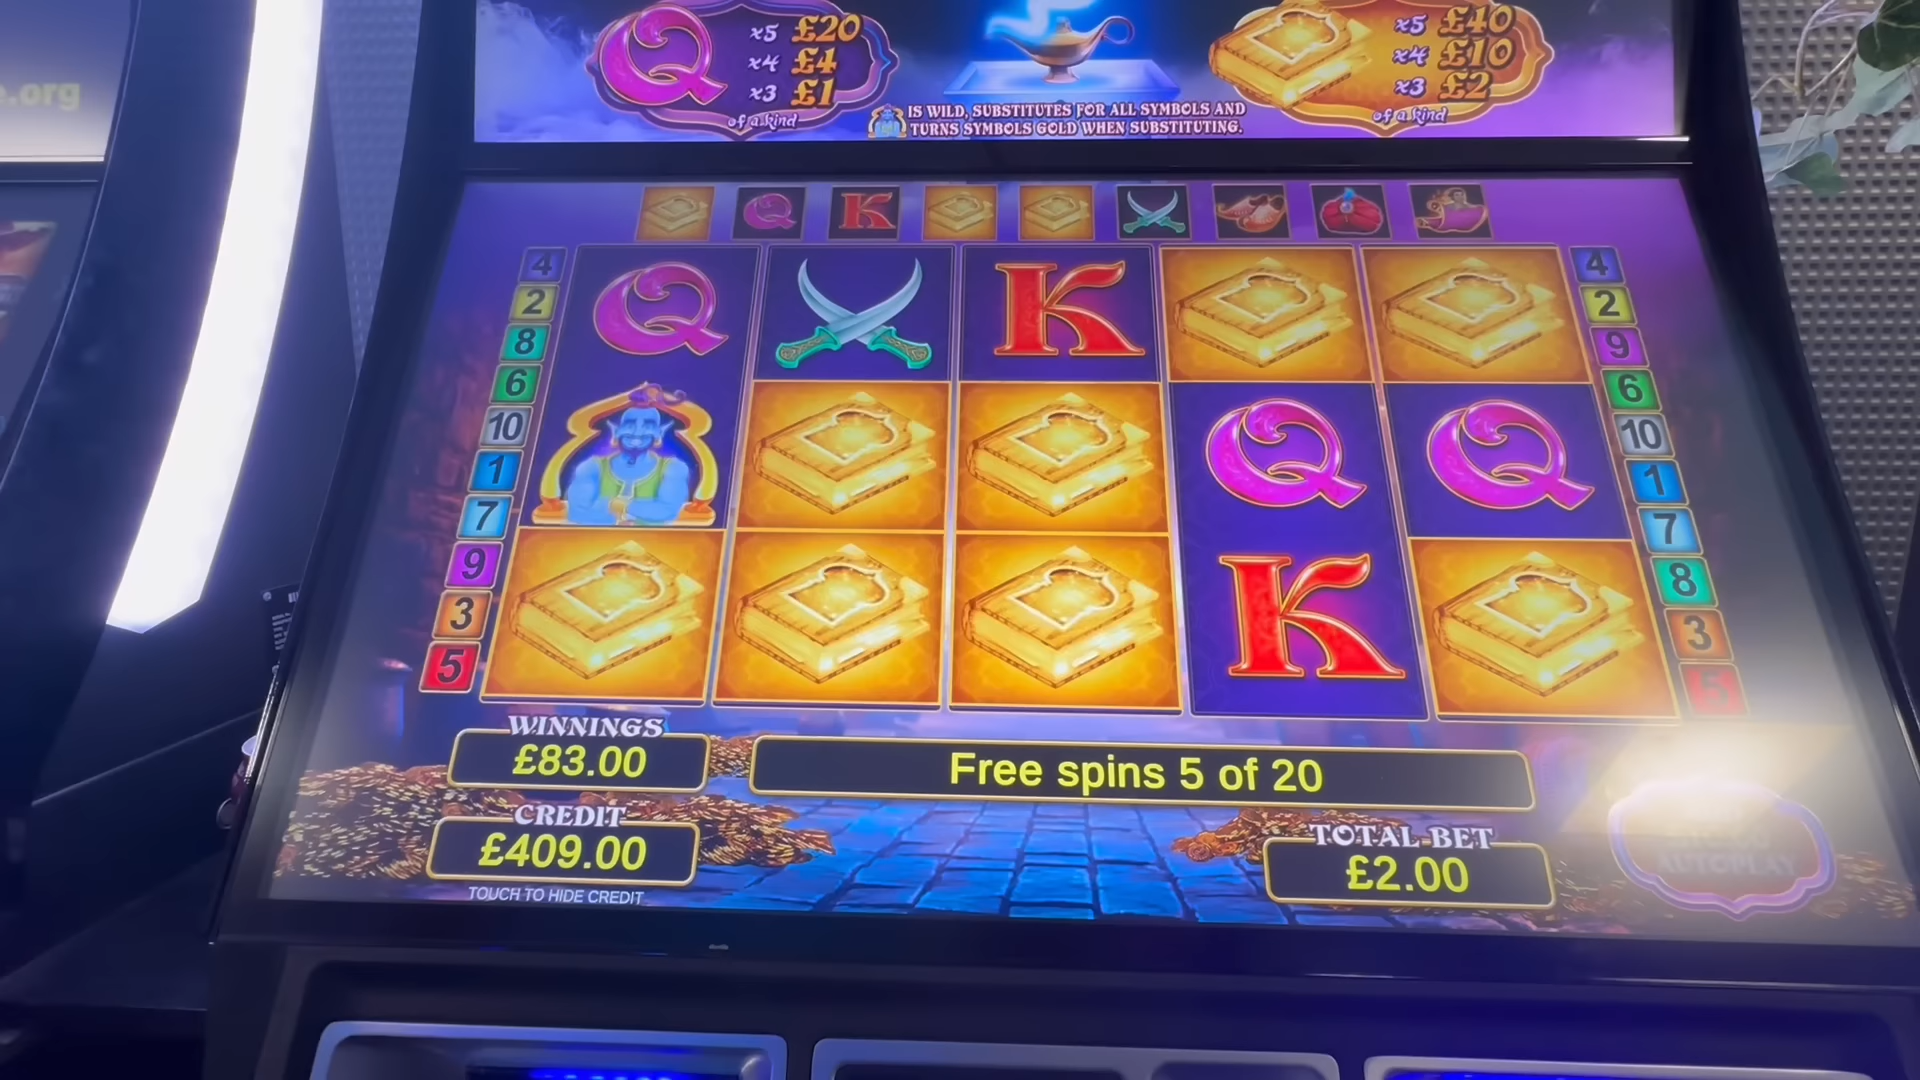 e.org
Q x5 £20
x4 £4
x3 £1
of a kind
x5 £40
x4 £10
x3 £2
of a kind
IS WILD, SUBSTITUTES FOR ALL SYMBOLS AND
TURNS SYMBOLS GOLD WHEN SUBSTITUTING.
Q K
4 Q K 4
2 2
8 9
6 6
10 Q Q 10
1 1
7 7
9 K 8
3 3
5 5
WINNINGS
£83.00
Free spins 5 of 20
CREDIT
£409.00
TOUCH TO HIDE CREDIT
TOTAL BET
£2.00
AUTOPLAY